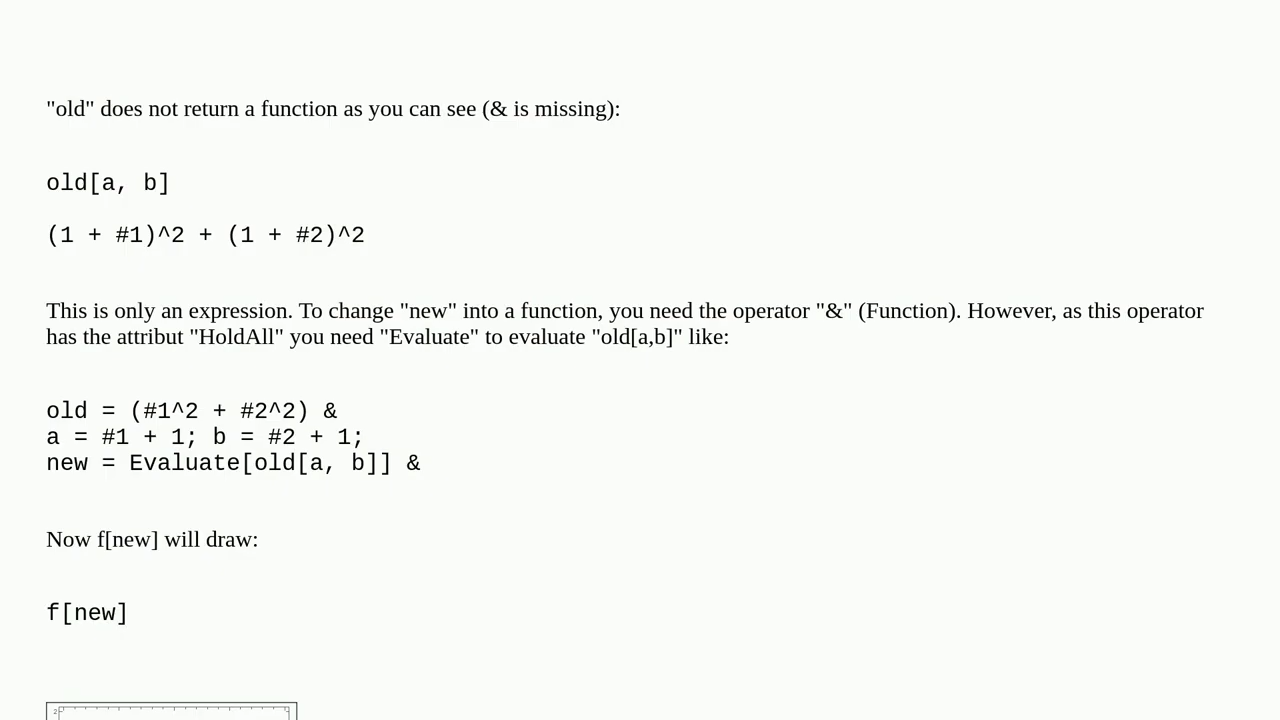 "old" does not return a function as you can see (& is missing):
old[a, b]
(1 + #1)^2 + (1 + #2)^2
This is only an expression. To change "new" into a function, you need the operator "&" (Function). However, as this operator
has the attribut "HoldAll" you need "Evaluate" to evaluate "old[a,b]" like:
old = (#1^2 + #2^2) &
a = #1 + 1; b = #2 + 1;
new = Evaluate[old[a, b]] &
Now f[new] will draw:
f[new]
2